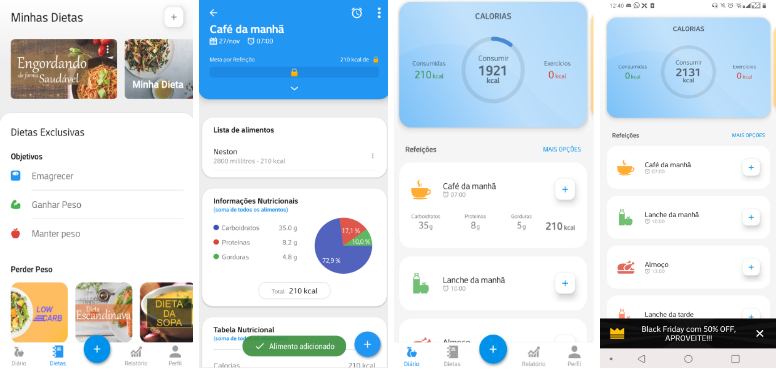 Minhas Dietas
+
Engordando
de forma
Saudável
Minha Dieta
Dietas Exclusivas
Objetivos
Emagrecer
Ganhar Peso
Manter peso
Perder Peso
LOW
CARB
Dieta
Escandinava
DIETA
DA
SOPA
+
Diário
Dietas
Relatório
Perfil
Café da manhã
27/nov
07:00
Meta por Refeição
210 kcal de
Lista de alimentos
Neston
2800 mililitros - 210 kcal
Informações Nutricionais
(soma de todos os alimentos)
Carboidratos 35.0 g
Proteínas 8.2 g
Gorduras 4.8 g
17,1 %
10,0 %
72,9 %
Total 210 kcal
Tabela Nutricional
(soma de todos os alimentos)
Alimento adicionado
Calorias
+
CALORIAS
Consumidas
210 kcal
Consumir
1921
kcal
Exercícios
0 kcal
Refeições
MAIS OPÇÕES
Café da manhã
07:00
+
Carboidratos
35g
Proteínas
8g
Gorduras
5g
210 kcal
Lanche da manhã
10:00
+
Almoço
+
Diário
Dietas
Relatório
Perfil
12:40
CALORIAS
Consumidas
0 kcal
Consumir
2131
kcal
Exercícios
0 kcal
Refeições
MAIS OPÇÕES
Café da manhã
07:00
+
Lanche da manhã
10:00
+
Almoço
13:00
+
Lanche da tarde
Black Friday com 50% OFF,
APROVEITE!!!